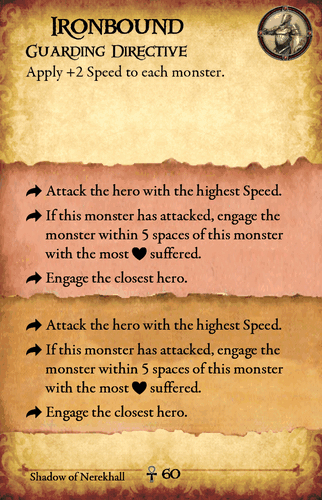 Ironbound
Guarding Directive
Apply +2 Speed to each monster.
Attack the hero with the highest Speed.
If this monster has attacked, engage the
monster within 5 spaces of this monster
with the most ♥ suffered.
Engage the closest hero.
Attack the hero with the highest Speed.
If this monster has attacked, engage the
monster within 5 spaces of this monster
with the most ♥ suffered.
Engage the closest hero.
Shadow of Nerekhall ☥ 60